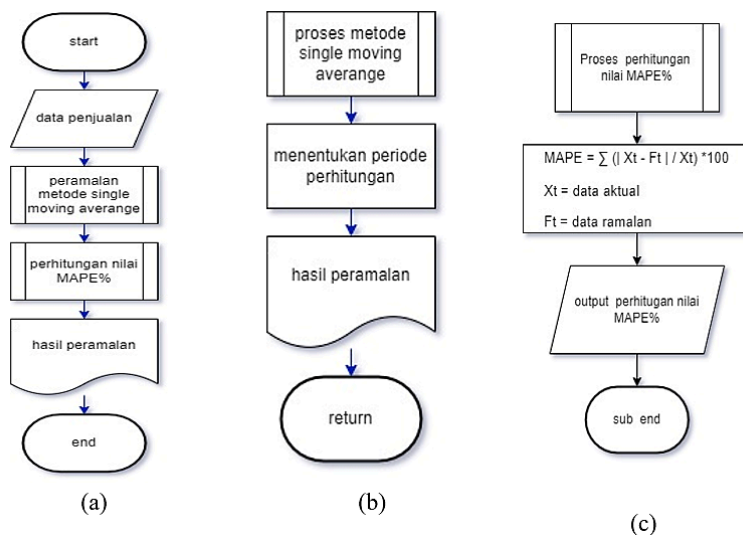 start
data penjualan
peramalan
metode single
moving averange
perhitungan nilai
MAPE%
hasil peramalan
end
(a)
proses metode
single moving
averange
menentukan periode
perhitungan
hasil peramalan
return
(b)
Proses perhitungan
nilai MAPE%
MAPE = ∑ (| Xt - Ft | / Xt) *100
Xt = data aktual
Ft = data ramalan
output perhitugan nilai
MAPE%
sub end
(c)